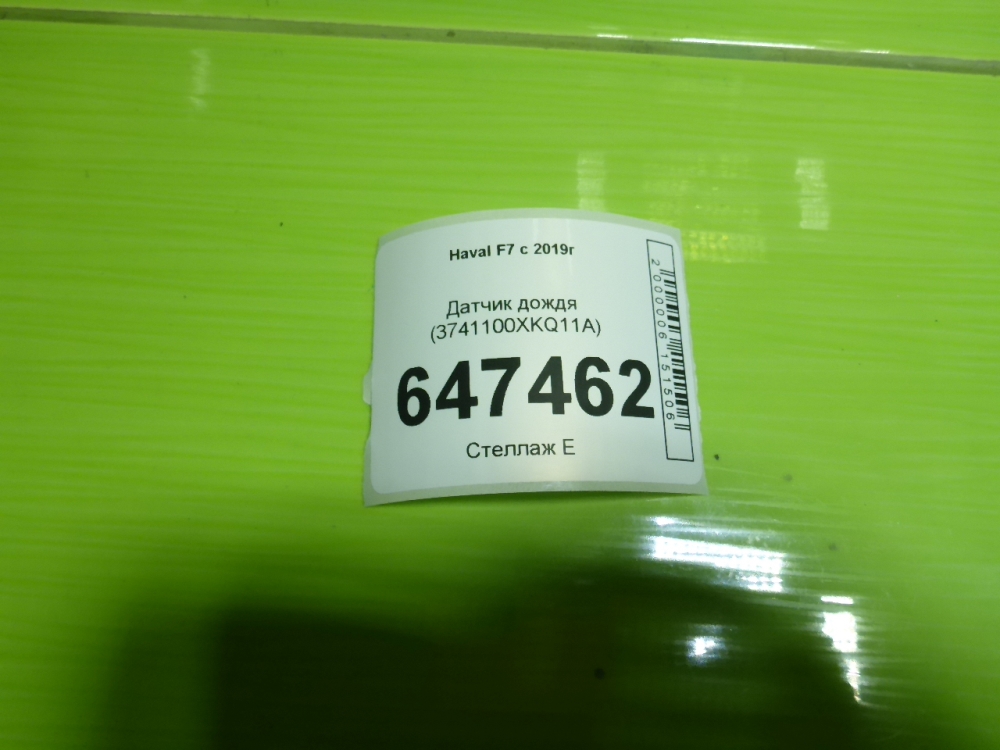 Haval F7 с 2019г
Датчик дождя
(3741100XKQ11A)
647462
Стеллаж Е
2000006151506